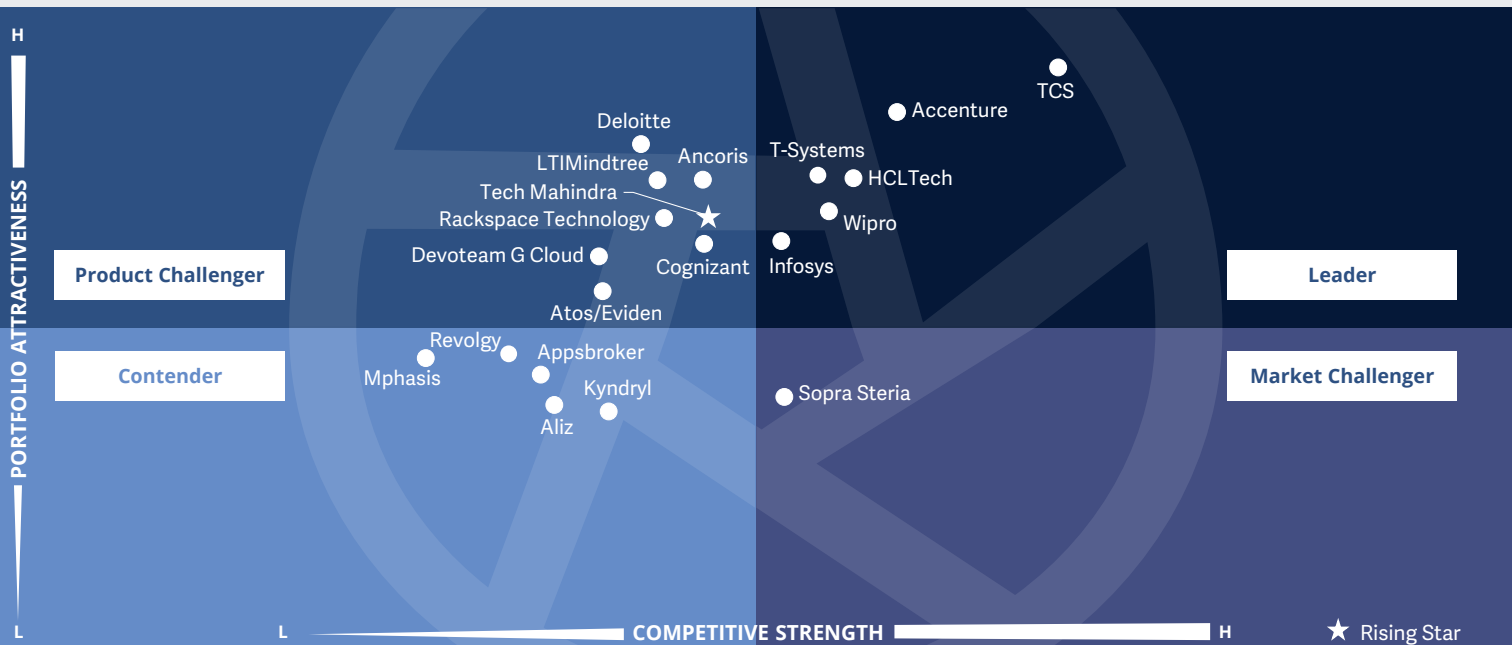 H
TCS
Accenture
Deloitte
T-Systems
Ancoris
LTIMindtree
HCLTech
Tech Mahindra
Rackspace Technology
Wipro
Devoteam G Cloud
Cognizant
Infosys
Product Challenger
Leader
Atos/Eviden
PORTFOLIO ATTRACTIVENESS
Revolgy
Appsbroker
Contender
Mphasis
Kyndryl
Market Challenger
Sopra Steria
Aliz
L
L
COMPETITIVE STRENGTH
H
Rising Star